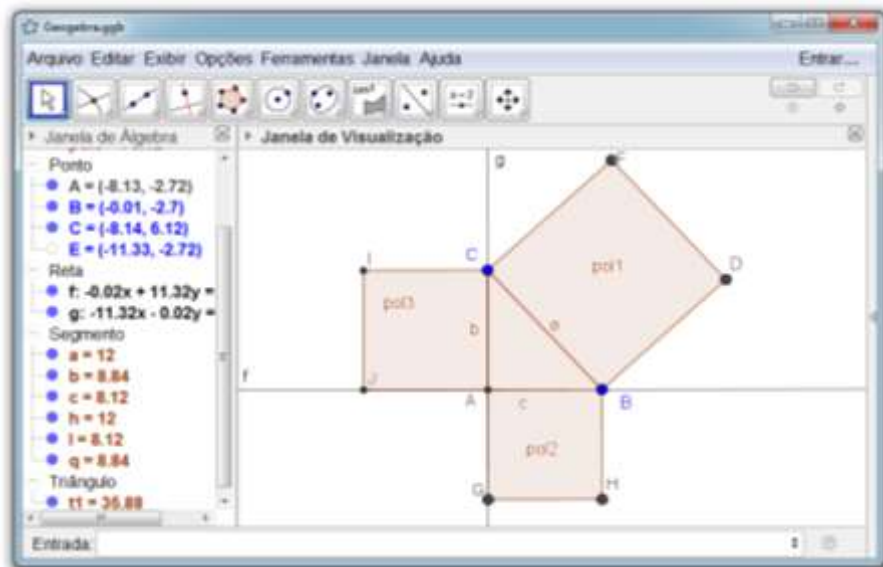 Geogebra.ggb
Arquivo Editar Exibir Opções Ferramentas Janela Ajuda
Entrar...
Janela de Álgebra
Janela de Visualização
Ponto
A = (-8.13, -2.72)
B = (-0.01, -2.7)
C = (-8.14, 6.12)
E = (-11.33, -2.72)
Reta
f: -0.02x + 11.32y =
g: -11.32x - 0.02y =
Segmento
a = 12
b = 8.84
c = 8.12
h = 12
l = 8.12
q = 8.84
Triângulo
t1 = 35.88
g
F
C
I
pol1
D
pol3
b
a
f
J
A
c
B
pol2
G
H
Entrada: